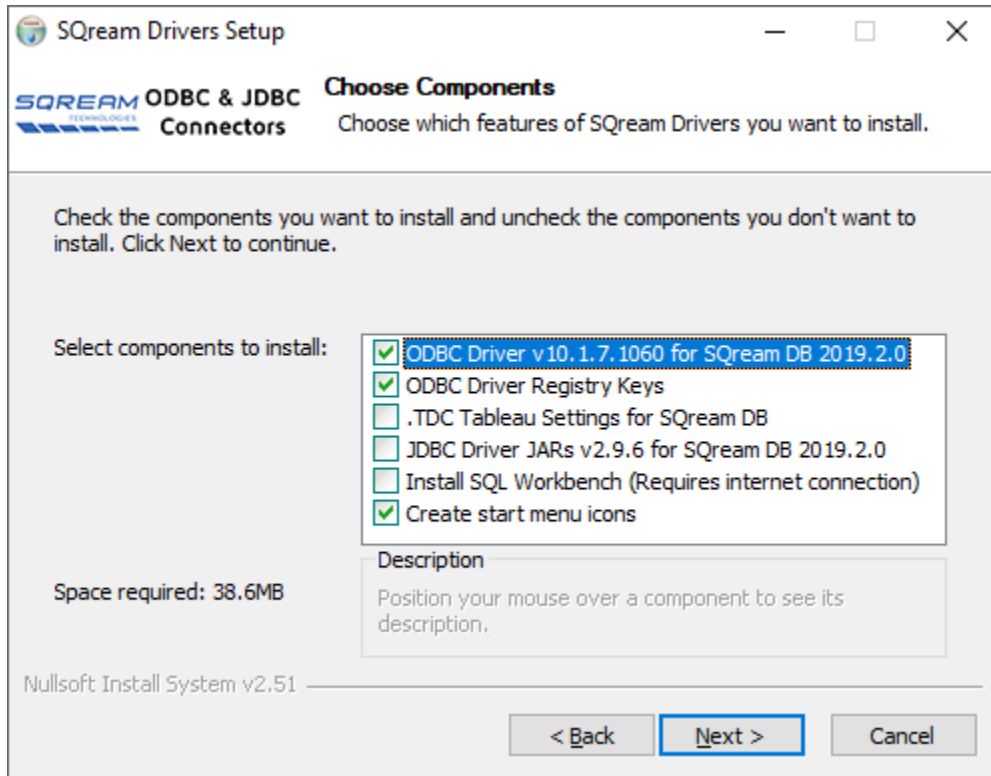 SQream Drivers Setup
SQREAM
TECHNOLOGIES
ODBC & JDBC
Connectors
Choose Components
Choose which features of SQream Drivers you want to install.
Check the components you want to install and uncheck the components you don't want to
install. Click Next to continue.
Select components to install:
ODBC Driver v10.1.7.1060 for SQream DB 2019.2.0
ODBC Driver Registry Keys
.TDC Tableau Settings for SQream DB
JDBC Driver JARs v2.9.6 for SQream DB 2019.2.0
Install SQL Workbench (Requires internet connection)
Create start menu icons
Space required: 38.6MB
Description
Position your mouse over a component to see its
description.
Nullsoft Install System v2.51
< Back
Next >
Cancel